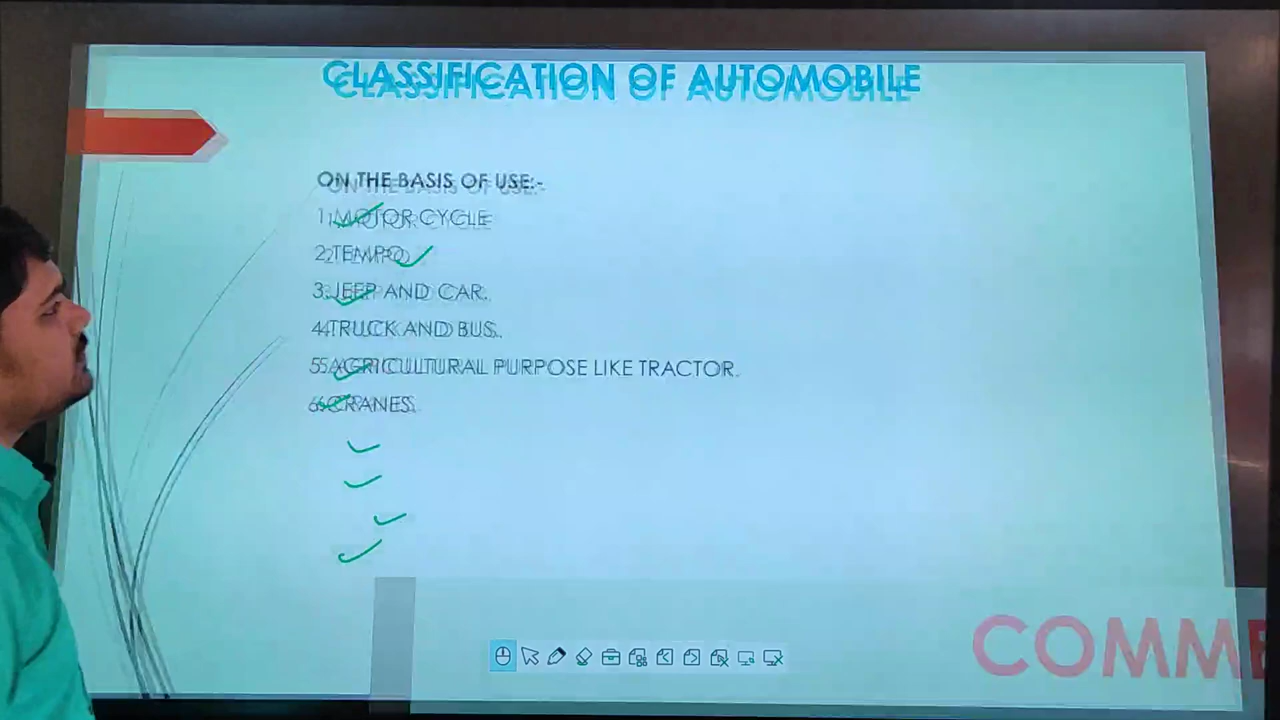 CLASSIFICATION OF AUTOMOBILE
ON THE BASIS OF USE:-
1.MOTOR CYCLE
2.TEMPO
3.JEEP AND CAR.
4.TRUCK AND BUS.
5.AGRICULTURAL PURPOSE LIKE TRACTOR.
6.CRANES.
COMME